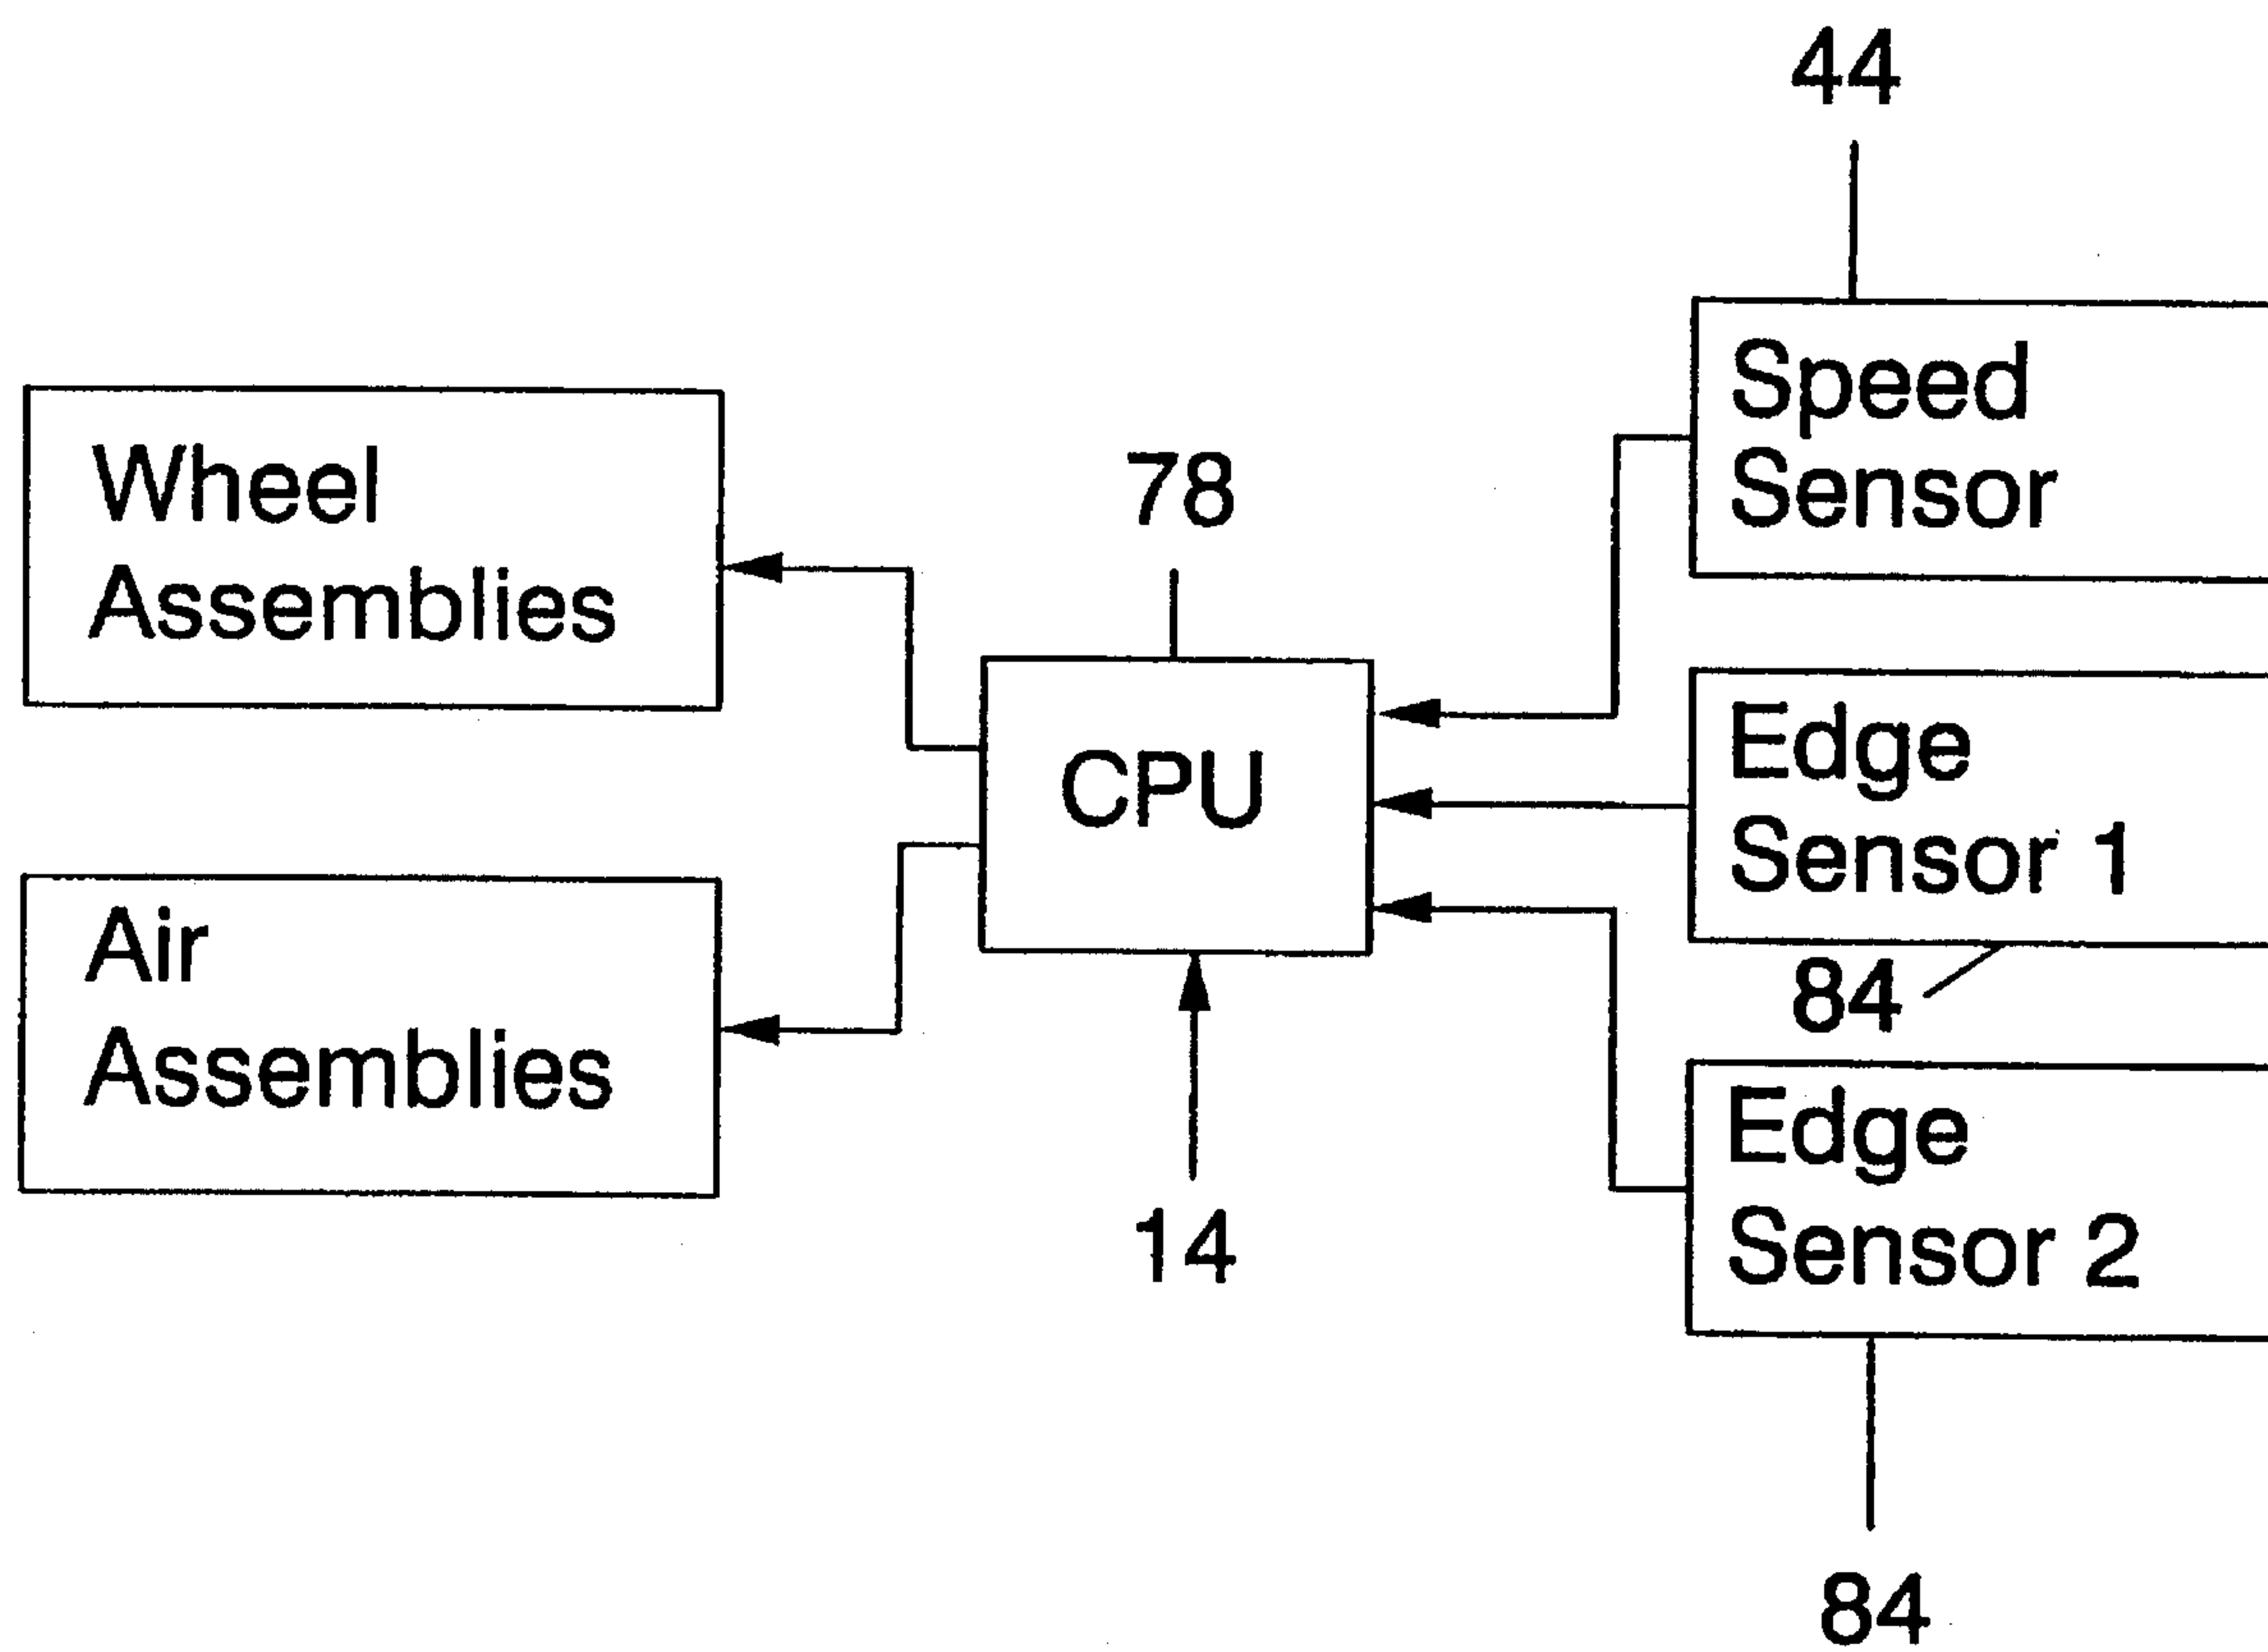 44
Speed
Sensor
Wheel
Assemblies
78
CPU
Edge
Sensor 1
84
Air
Assemblies
14
Edge
Sensor 2
84